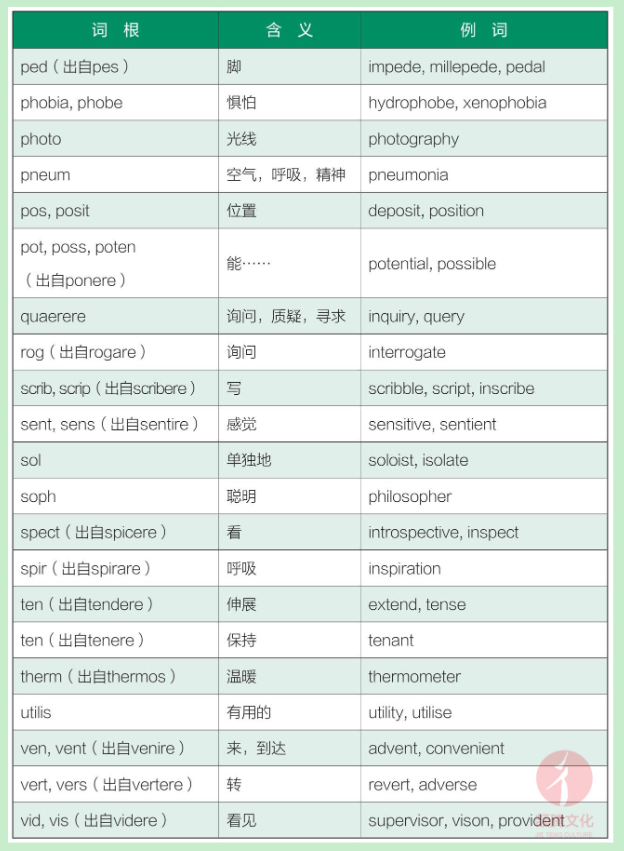 词 根 含 义 例 词
ped（出自pes） 脚 impede, millepede, pedal
phobia, phobe 惧怕 hydrophobe, xenophobia
photo 光线 photography
pneum 空气，呼吸，精神 pneumonia
pos, posit 位置 deposit, position
pot, poss, poten
（出自ponere） 能…… potential, possible
quaerere 询问，质疑，寻求 inquiry, query
rog（出自rogare） 询问 interrogate
scrib, scrip（出自scribere） 写 scribble, script, inscribe
sent, sens（出自sentire） 感觉 sensitive, sentient
sol 单独地 soloist, isolate
soph 聪明 philosopher
spect（出自spicere） 看 introspective, inspect
spir（出自spirare） 呼吸 inspiration
ten（出自tendere） 伸展 extend, tense
ten（出自tenere） 保持 tenant
therm（出自thermos） 温暖 thermometer
utilis 有用的 utility, utilise
ven, vent（出自venire） 来，到达 advent, convenient
vert, vers（出自vertere） 转 revert, adverse
vid, vis（出自videre） 看见 supervisor, vison, provident
文化
CULTURE